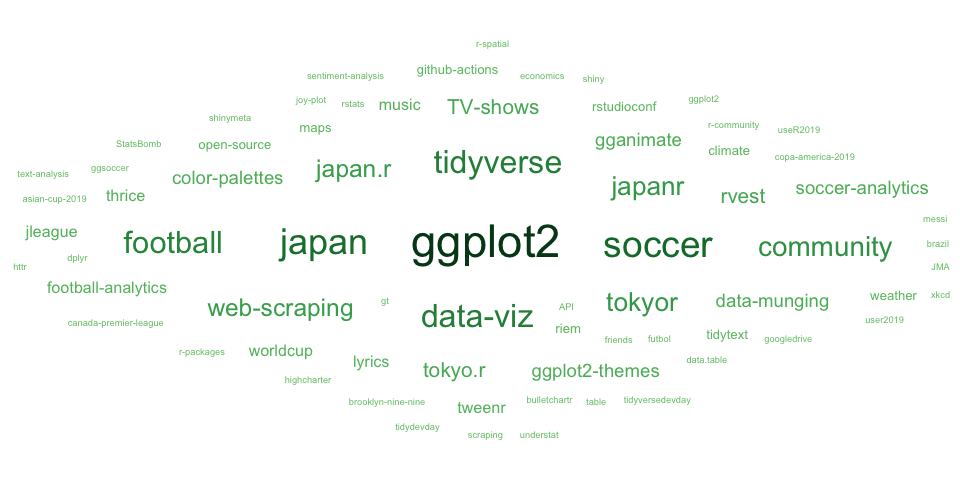 r-spatial
sentiment-analysis
github-actions
economics
shiny
joy-plot
rstats
music
TV-shows
rstudioconf
ggplot2
shinymeta
maps
r-community
useR2019
StatsBomb
open-source
gganimate
climate
copa-america-2019
text-analysis
ggsoccer
color-palettes
japan.r
tidyverse
japanr
rvest
soccer-analytics
asian-cup-2019
thrice
jleague
football
japan
ggplot2
soccer
community
messi
brazil
httr
dplyr
JMA
football-analytics
web-scraping
gt
data-viz
API
tokyor
data-munging
weather
xkcd
canada-premier-league
riem
friends
futbol
tidytext
googledrive
user2019
r-packages
worldcup
lyrics
tokyo.r
ggplot2-themes
data.table
highcharter
brooklyn-nine-nine
tweenr
bulletchartr
table
tidyversedevday
tidydevday
scraping
understat